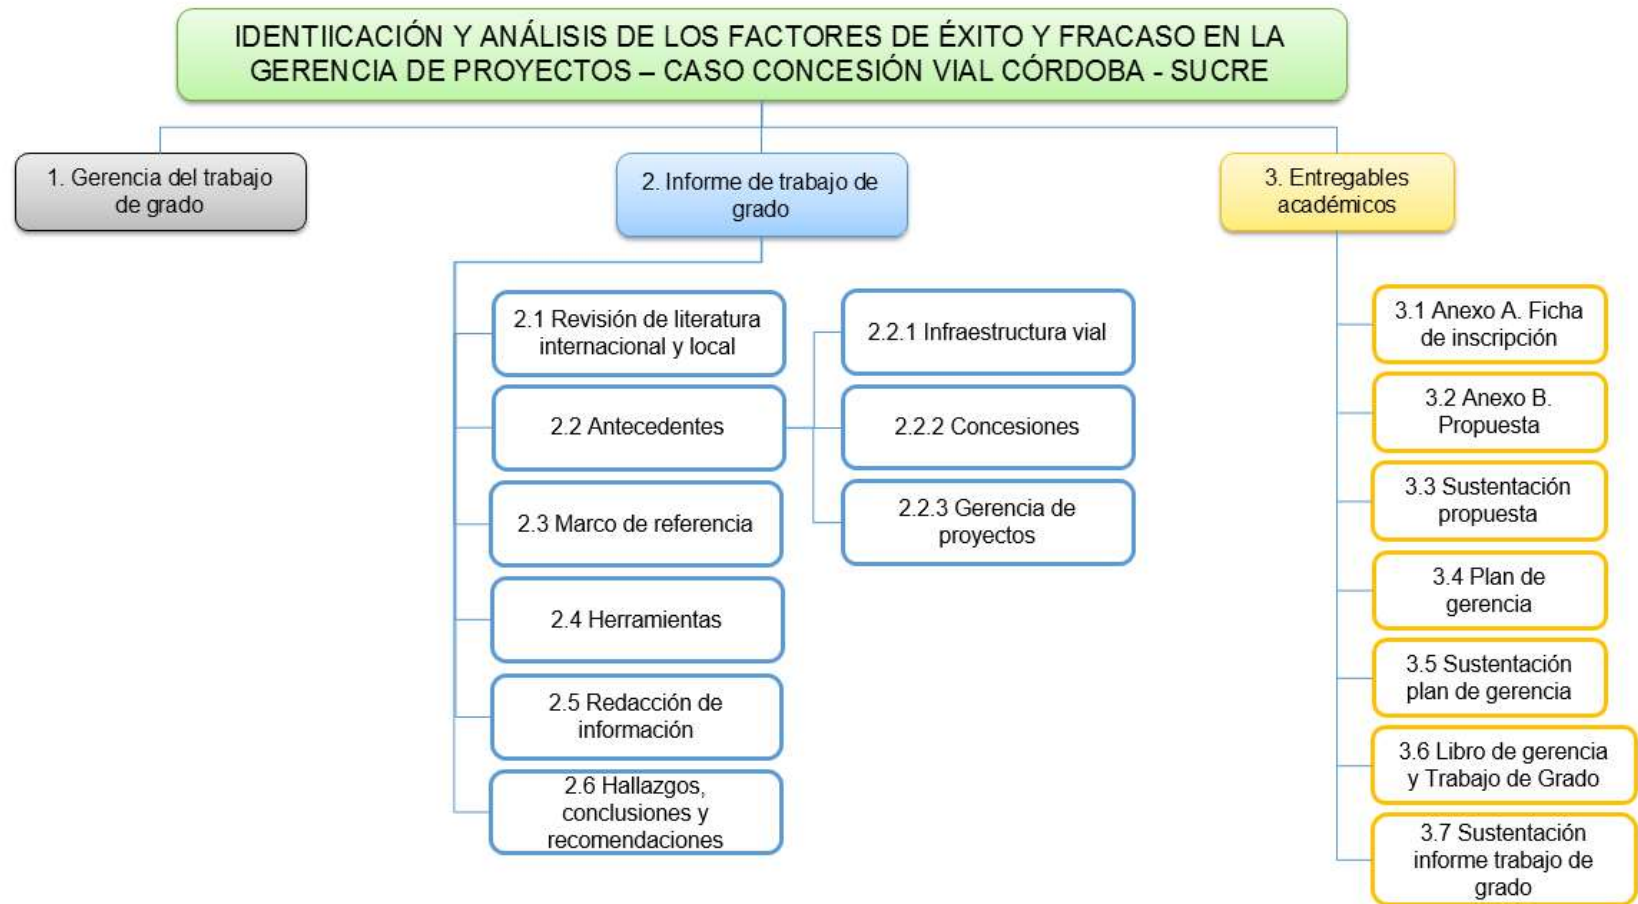 IDENTIICACIÓN Y ANÁLISIS DE LOS FACTORES DE ÉXITO Y FRACASO EN LA
GERENCIA DE PROYECTOS – CASO CONCESIÓN VIAL CÓRDOBA - SUCRE
1. Gerencia del trabajo
de grado
2. Informe de trabajo de
grado
2.1 Revisión de literatura
internacional y local
2.2 Antecedentes
2.2.1 Infraestructura vial
2.2.2 Concesiones
2.2.3 Gerencia de
proyectos
2.3 Marco de referencia
2.4 Herramientas
2.5 Redacción de
información
2.6 Hallazgos,
conclusiones y
recomendaciones
3. Entregables
académicos
3.1 Anexo A. Ficha
de inscripción
3.2 Anexo B.
Propuesta
3.3 Sustentación
propuesta
3.4 Plan de
gerencia
3.5 Sustentación
plan de gerencia
3.6 Libro de gerencia
y Trabajo de Grado
3.7 Sustentación
informe trabajo de
grado